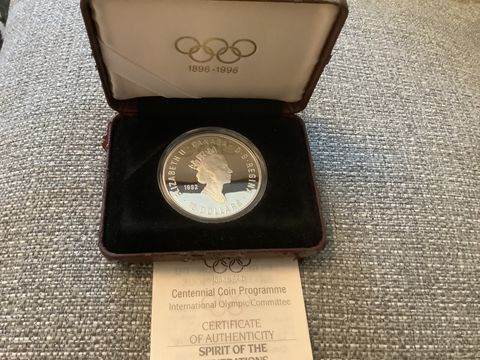 1896-1996
ELIZABETH II CANADA D·G·REGINA
1992
DOLLARS
Centennial Coin Programme
International Olympic Committee
CERTIFICATE
OF AUTHENTICITY
SPIRIT OF THE
GENERATIONS